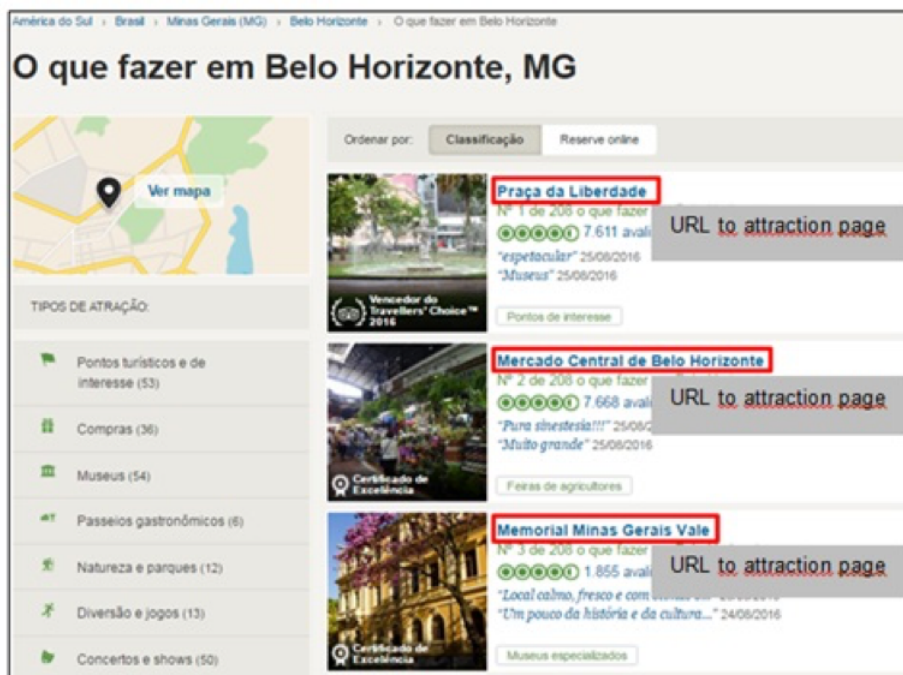 América do Sul › Brasil › Minas Gerais (MG) › Belo Horizonte › O que fazer em Belo Horizonte
O que fazer em Belo Horizonte, MG
Ver mapa
TIPOS DE ATRAÇÃO:
Pontos turísticos e de
interesse (53)
Compras (36)
Museus (54)
Passeios gastronômicos (6)
Natureza e parques (12)
Diversão e jogos (13)
Concertos e shows (50)
Ordenar por: Classificação Reserve online
Praça da Liberdade
Nº 1 de 208 o que fazer
7.611 avali
URL to attraction page
"espetacular" 25/08/2016
"Museus" 25/08/2016
Vencedor do
Travellers' Choice™
2016
Pontos de interesse
Mercado Central de Belo Horizonte
Nº 2 de 208 o que fazer
7.668 avali
URL to attraction page
"Pura sinestesia!!!" 25/08/2
"Muito grande" 25/08/2016
Certificado de
Excelência
Feiras de agricultores
Memorial Minas Gerais Vale
Nº 3 de 208 o que fazer
1.855 avali
URL to attraction page
"Local calmo, fresco e com
"Um pouco da história e da cultura..." 24/08/2016
Certificado de
Excelência
Museus especializados